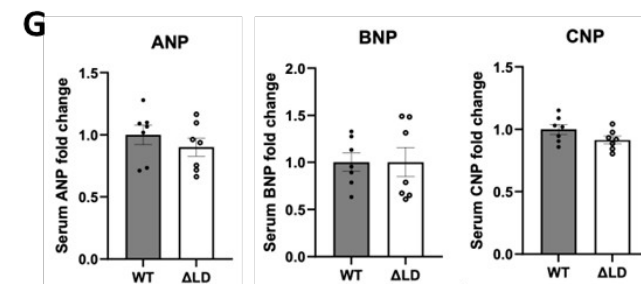 G
ANP
Serum ANP fold change
1.5
1.0
0.5
0.0
WT ΔLD
BNP
Serum BNP fold change
2.0
1.5
1.0
0.5
0.0
WT ΔLD
CNP
Serum CNP fold change
1.5
1.0
0.5
0.0
WT ΔLD